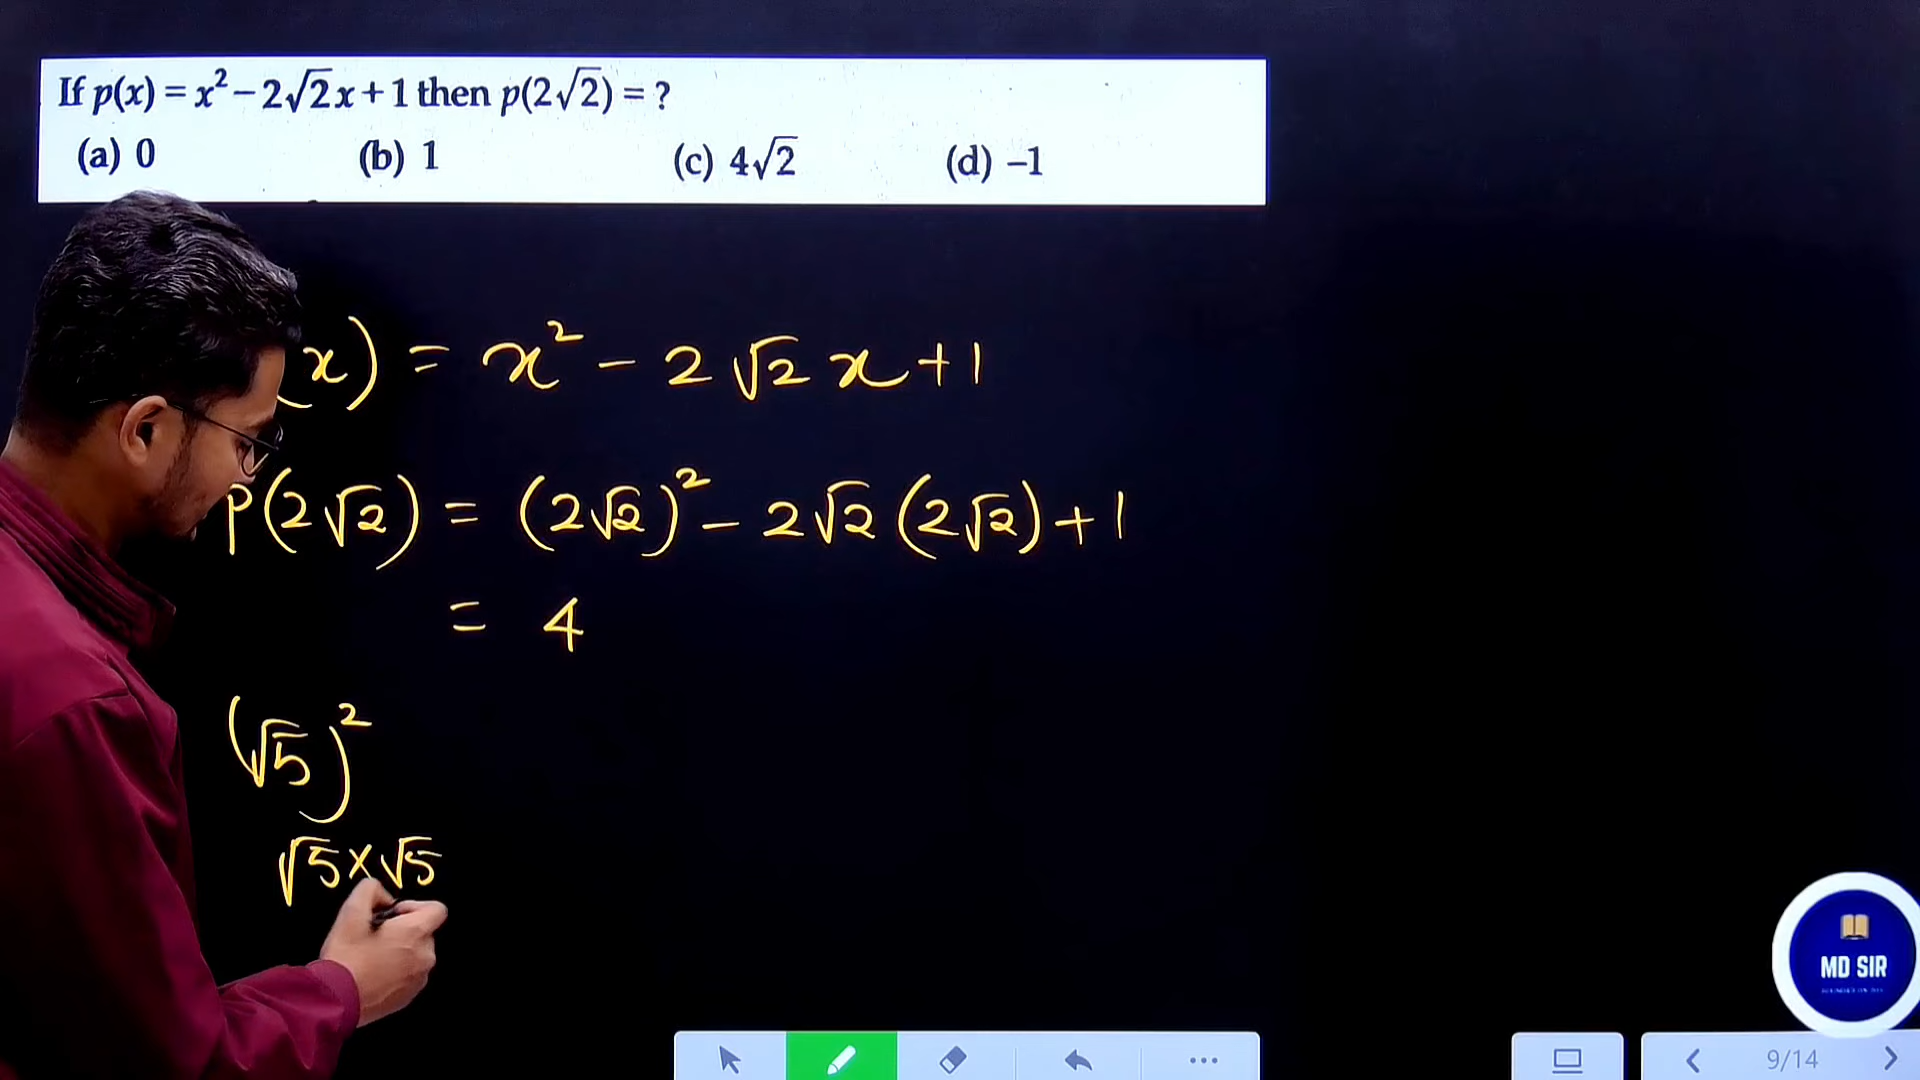 If p(x) = x² – 2√2x + 1 then p(2√2) = ?
(a) 0 (b) 1 (c) 4√2 (d) –1
(x) = x² - 2√2 x + 1
P(2√2) = (2√2)² - 2√2 (2√2) + 1
= 4
(√5)²
√5 × √5
MD SIR
9/14